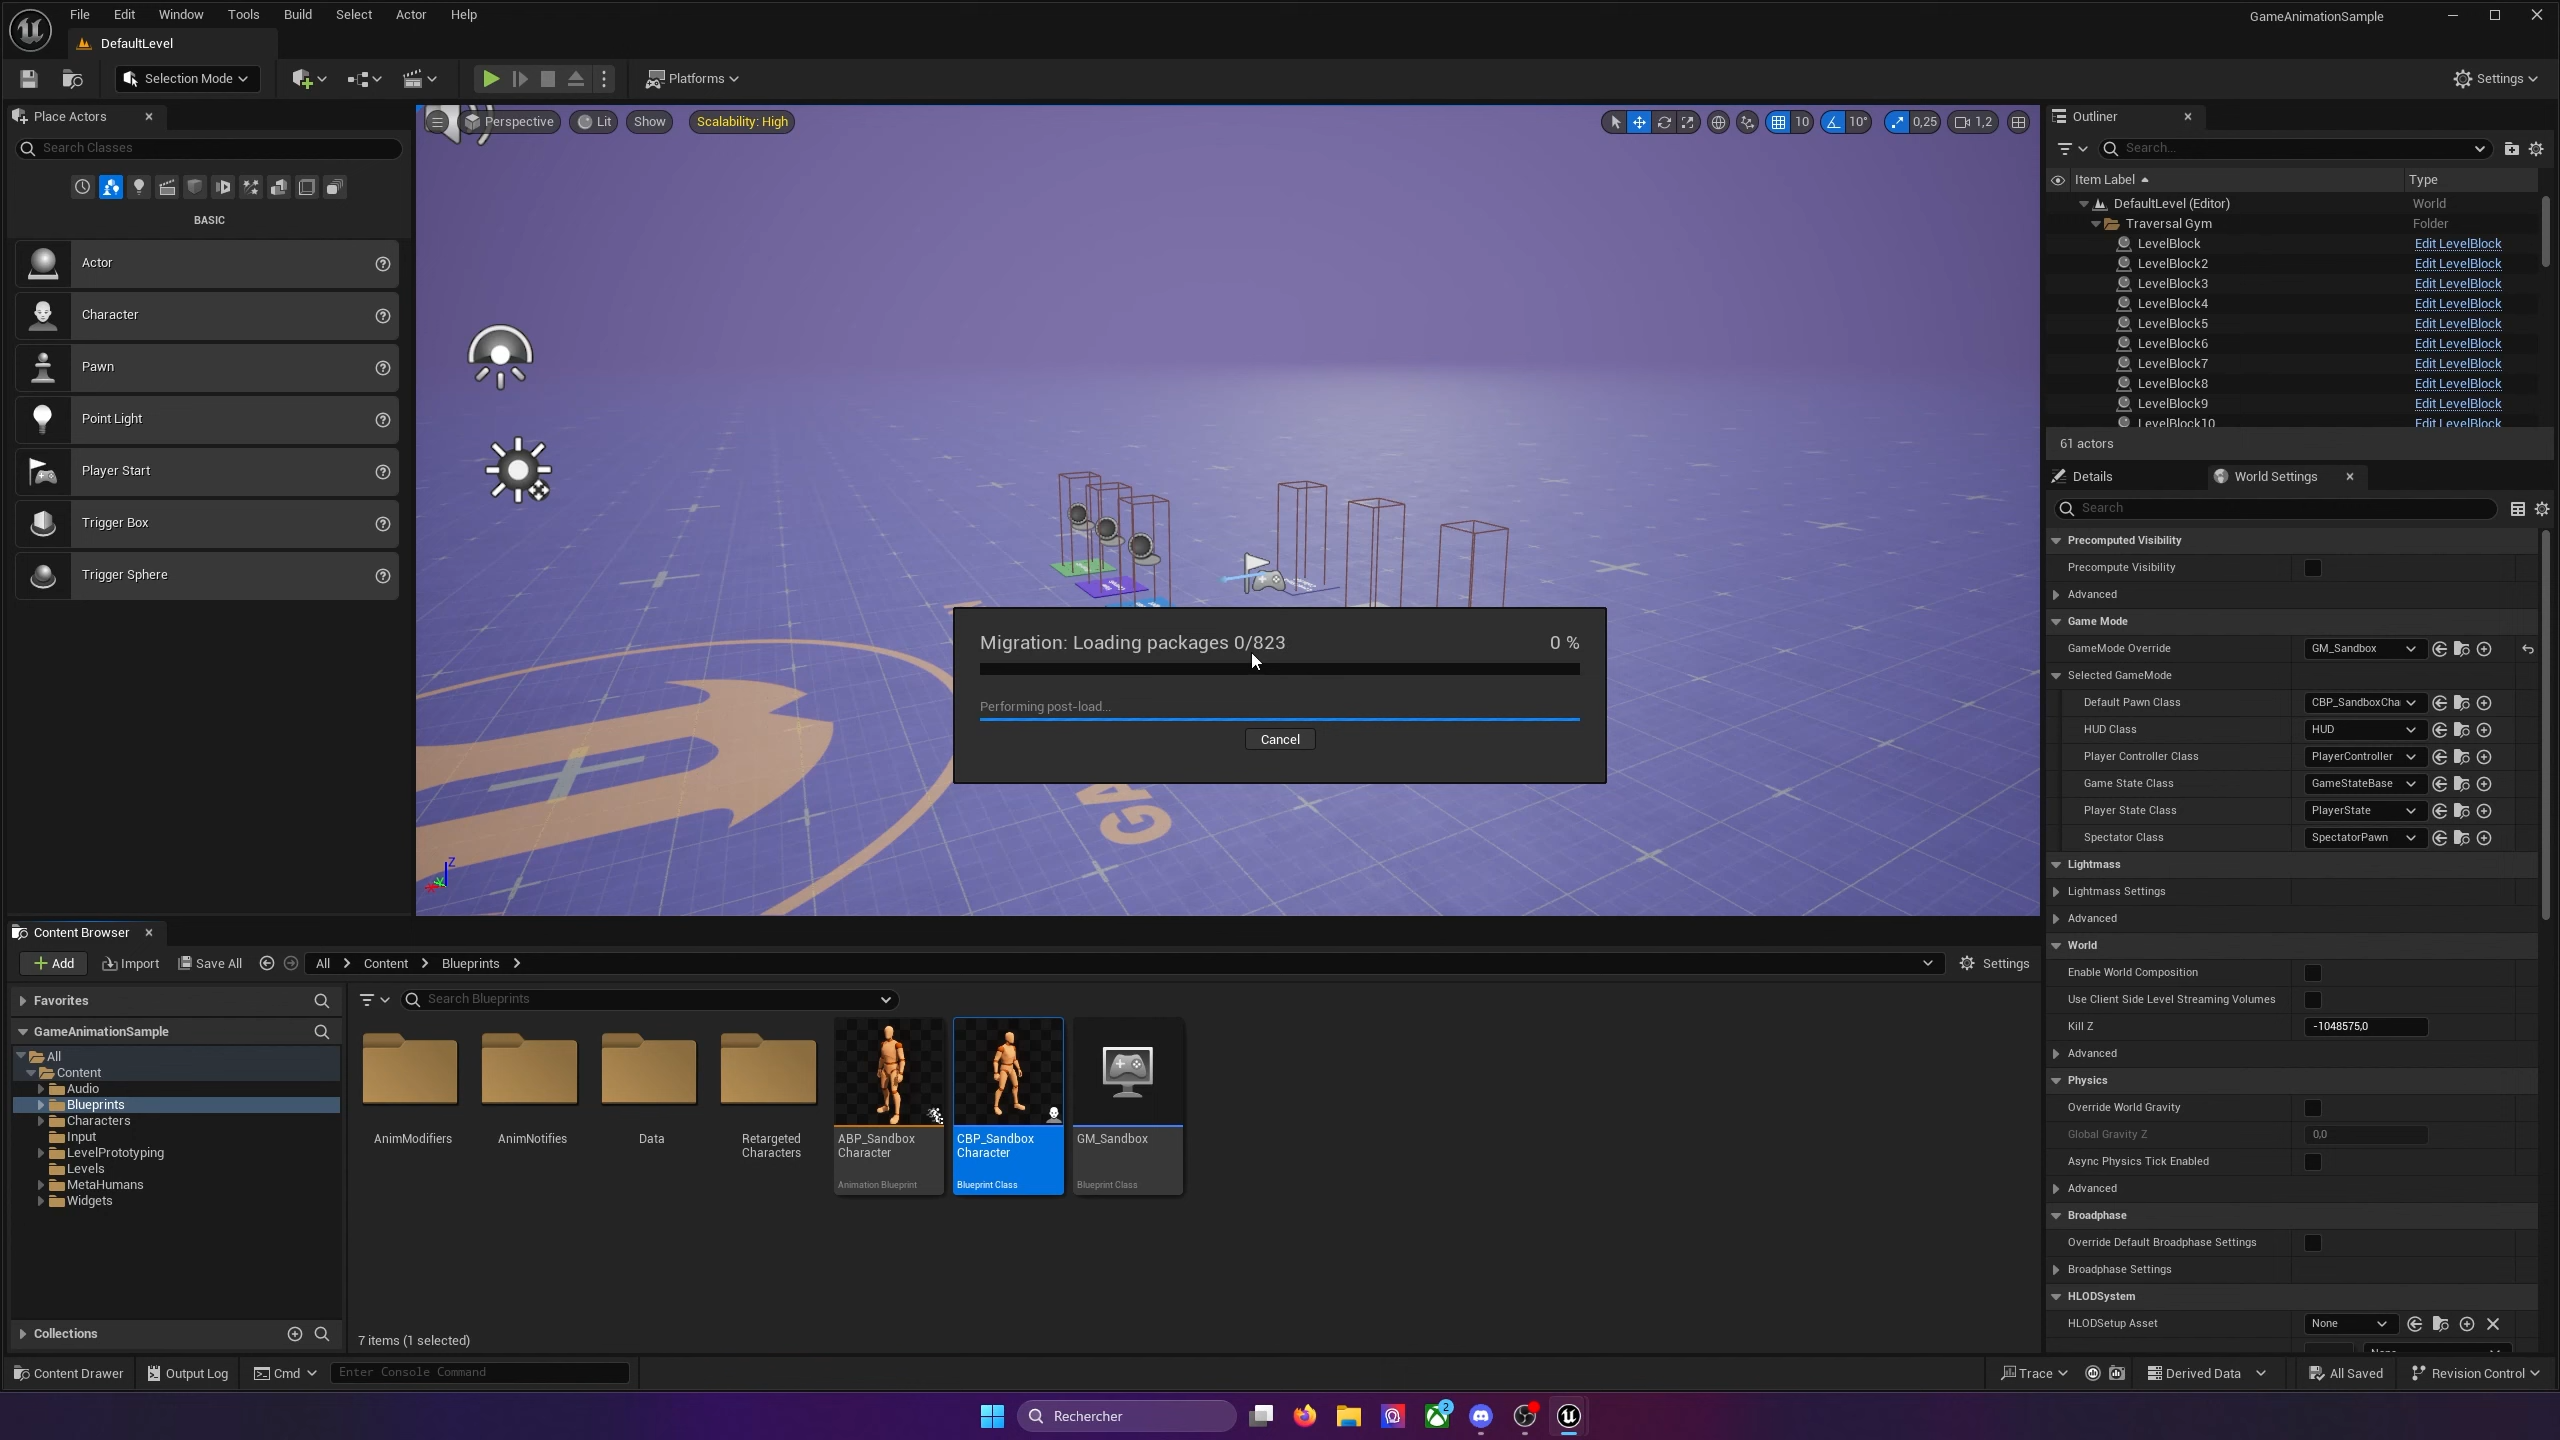 File Edit Window Tools Build Select Actor Help
GameAnimationSample
DefaultLevel
Selection Mode
Platforms
Settings
Place Actors
Search Classes
BASIC
Actor
Character
Pawn
Point Light
Player Start
Trigger Box
Trigger Sphere
Perspective Lit Show Scalability: High
10 10° 0,25 1,2
Migration: Loading packages 0/823 0 %
Performing post-load...
Cancel
GA
Z
Outliner
Search...
Item Label Type
DefaultLevel (Editor) World
Traversal Gym Folder
LevelBlock Edit LevelBlock
LevelBlock2 Edit LevelBlock
LevelBlock3 Edit LevelBlock
LevelBlock4 Edit LevelBlock
LevelBlock5 Edit LevelBlock
LevelBlock6 Edit LevelBlock
LevelBlock7 Edit LevelBlock
LevelBlock8 Edit LevelBlock
LevelBlock9 Edit LevelBlock
LevelBlock10 Edit LevelBlock
61 actors
Details World Settings
Search
Precomputed Visibility
Precompute Visibility
Advanced
Game Mode
GameMode Override GM_Sandbox
Selected GameMode
Default Pawn Class CBP_SandboxCha
HUD Class HUD
Player Controller Class PlayerController
Game State Class GameStateBase
Player State Class PlayerState
Spectator Class SpectatorPawn
Lightmass
Lightmass Settings
Advanced
World
Enable World Composition
Use Client Side Level Streaming Volumes
Kill Z -1048575,0
Advanced
Physics
Override World Gravity
Global Gravity Z 0,0
Async Physics Tick Enabled
Advanced
Broadphase
Override Default Broadphase Settings
Broadphase Settings
HLODSystem
HLODSetup Asset None
Content Browser
Add Import Save All All Content Blueprints Settings
Favorites
GameAnimationSample
All
Content
Audio
Blueprints
Characters
Input
LevelPrototyping
Levels
MetaHumans
Widgets
Collections
Search Blueprints
AnimModifiers
AnimNotifies
Data
Retargeted
Characters
ABP_Sandbox
Character
Animation Blueprint
CBP_Sandbox
Character
Blueprint Class
GM_Sandbox
Blueprint Class
7 items (1 selected)
Content Drawer Output Log Cmd Enter Console Command
Trace Derived Data All Saved Revision Control
Rechercher
2